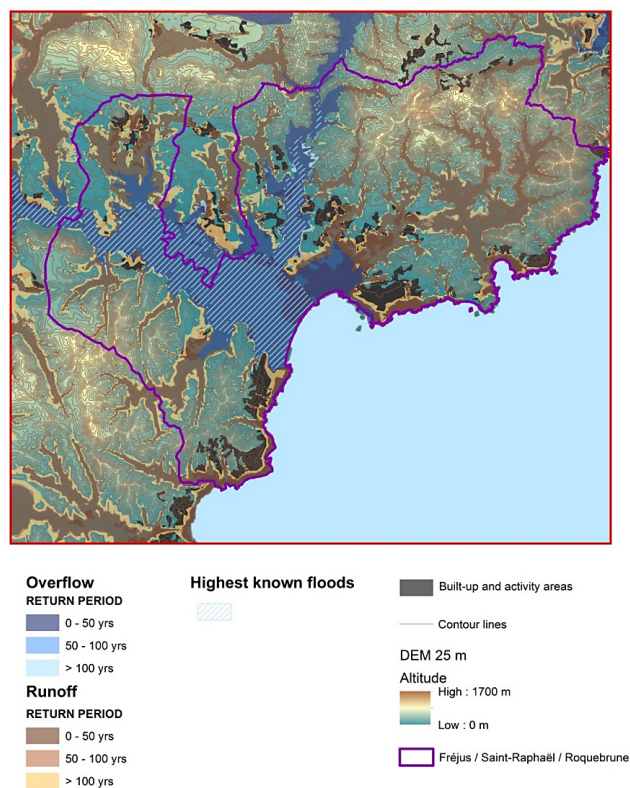 Overflow
RETURN PERIOD
0 - 50 yrs
50 - 100 yrs
> 100 yrs
Runoff
RETURN PERIOD
0 - 50 yrs
50 - 100 yrs
> 100 yrs
Highest known floods
Built-up and activity areas
Contour lines
DEM 25 m
Altitude
High : 1700 m
Low : 0 m
Fréjus / Saint-Raphaël / Roquebrune